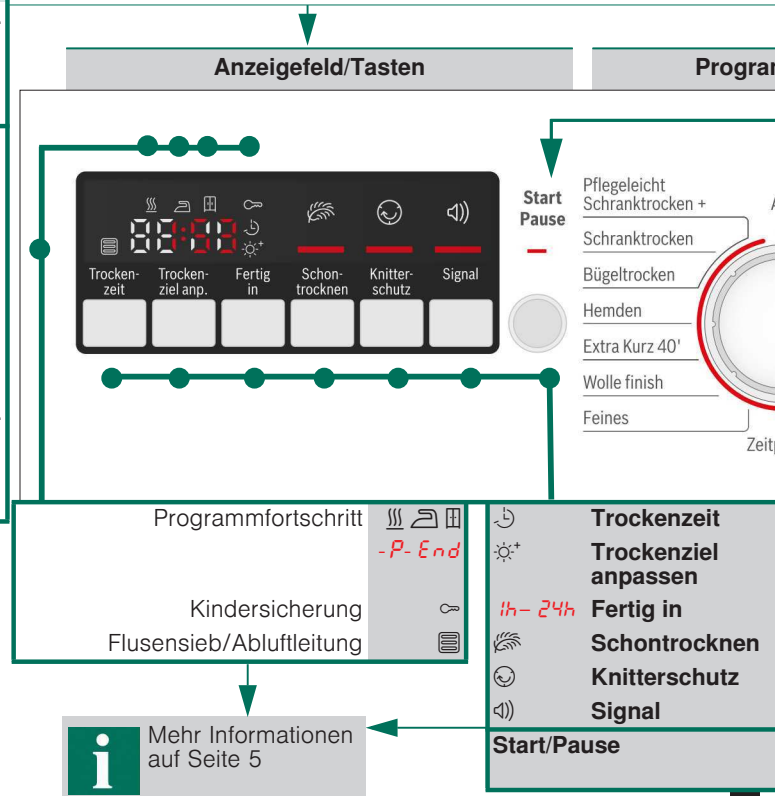 Anzeigefeld/Tasten
Start
Pause
Pflegeleicht
Schranktrocken +
Schranktrocken
Bügeltrocken
Hemden
Extra Kurz 40'
Wolle finish
Feines
Trocken-
zeit
Trocken-
ziel anp.
Fertig
in
Schon-
trocknen
Knitter-
schutz
Signal
Programmfortschritt
-P- End
Kindersicherung
Flusensieb/Abluftleitung
Trockenzeit
Trockenziel
anpassen
1h– 24h Fertig in
Schontrocknen
Knitterschutz
Signal
Start/Pause
i Mehr Informationen
auf Seite 5